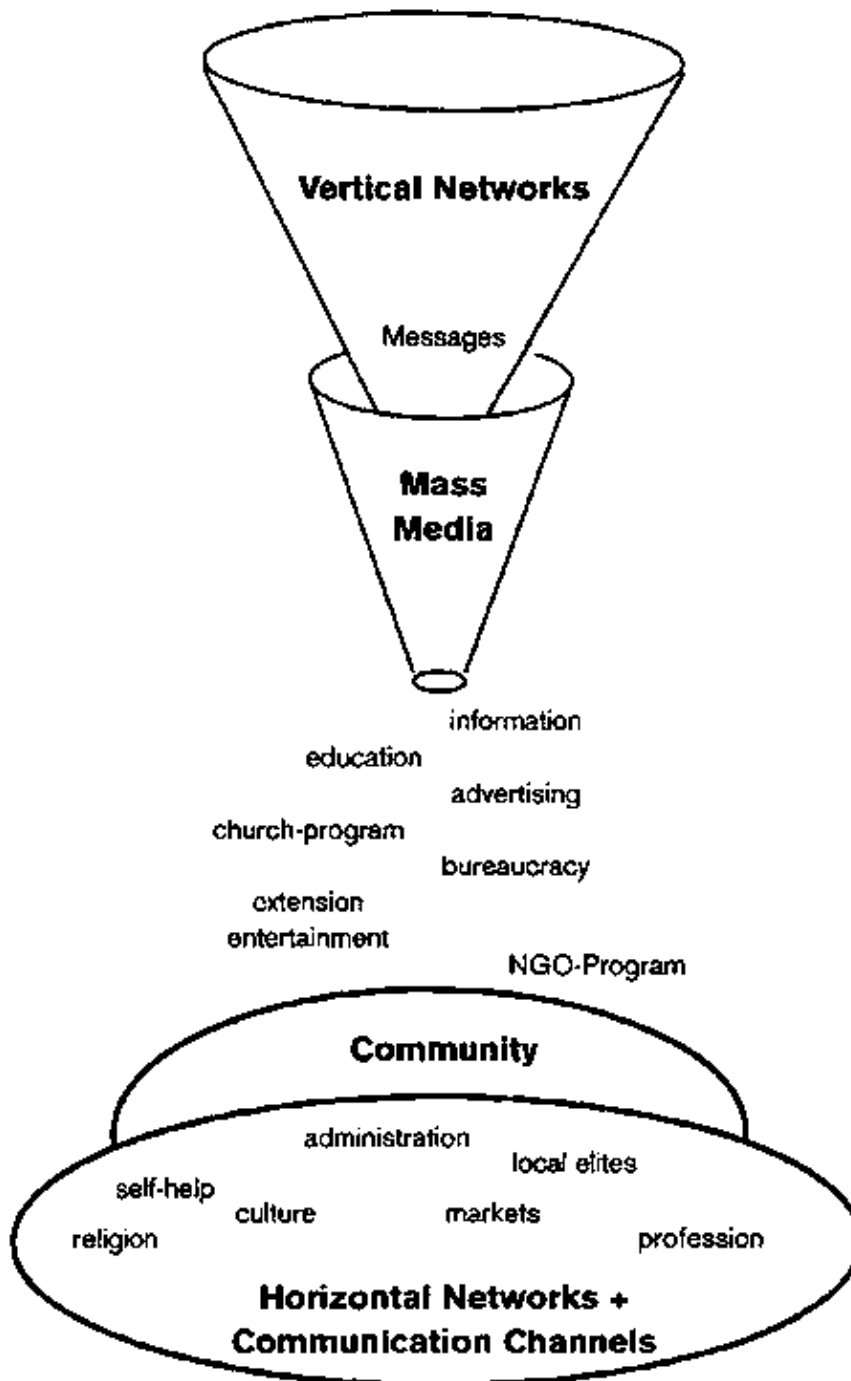 Vertical Networks
Messages
Mass
Media
information
education
advertising
church-program
bureaucracy
extension
entertainment
NGO-Program
Community
administration
local elites
self-help
culture
markets
religion
profession
Horizontal Networks +
Communication Channels